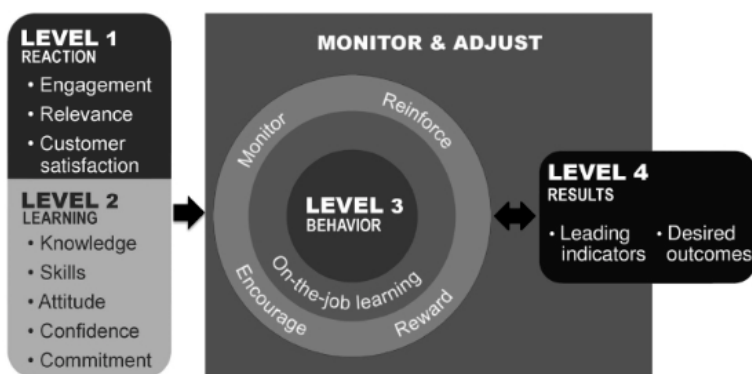 LEVEL 1
REACTION
• Engagement
• Relevance
• Customer
satisfaction
LEVEL 2
LEARNING
• Knowledge
• Skills
• Attitude
• Confidence
• Commitment
MONITOR & ADJUST
Monitor
Reinforce
LEVEL 3
BEHAVIOR
On-the-job learning
Encourage
Reward
LEVEL 4
RESULTS
• Leading
indicators
• Desired
outcomes